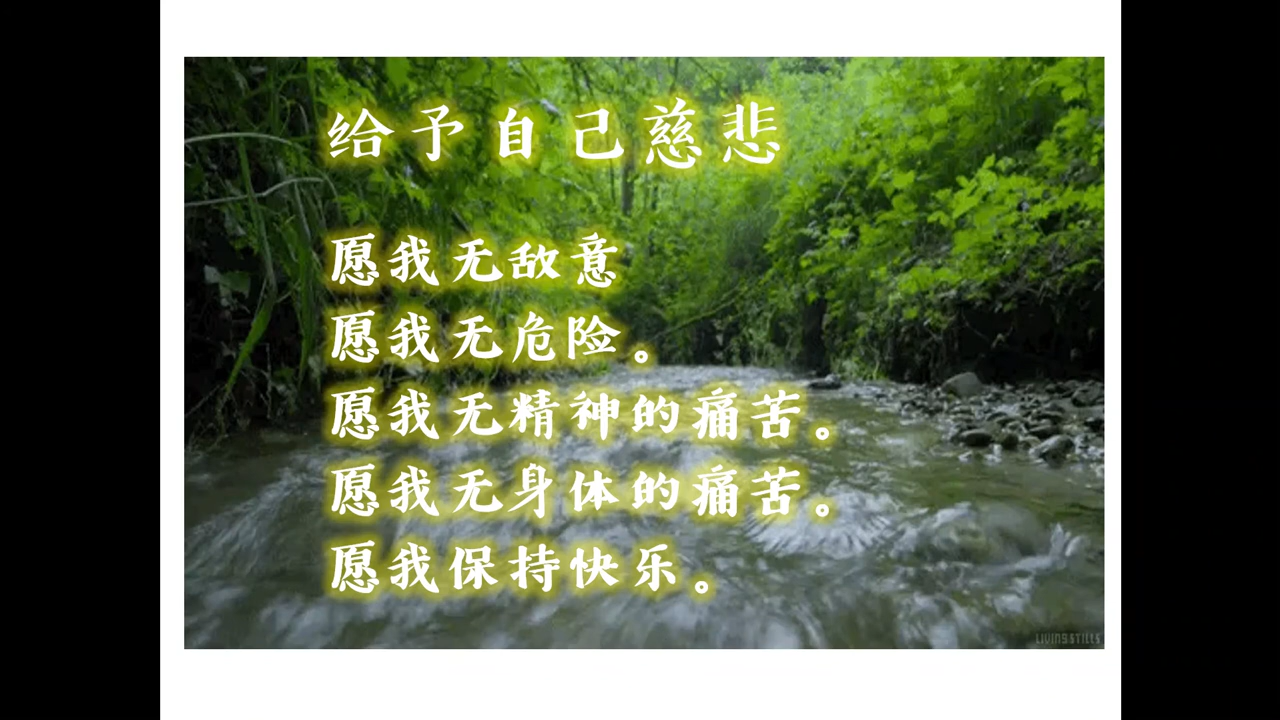 给予自己慈悲
愿我无敌意
愿我无危险。
愿我无精神的痛苦。
愿我无身体的痛苦。
愿我保持快乐。
LIVING STILLS